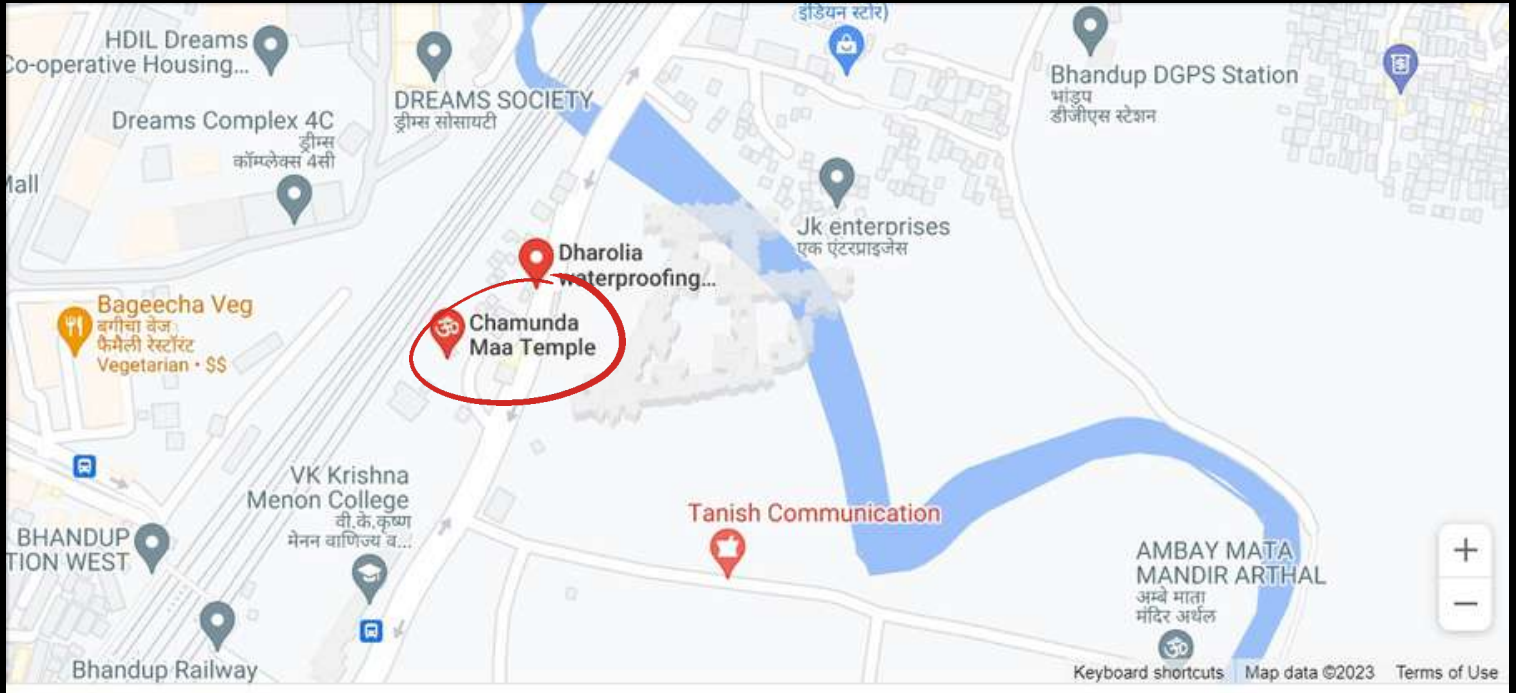 इंडियन स्टोर)
HDIL Dreams
Co-operative Housing...
DREAMS SOCIETY
ड्रीम्स सोसायटी
Bhandup DGPS Station
भांडुप
डीजीएस स्टेशन
Dreams Complex 4C
ड्रीम्स
कॉम्प्लेक्स 4सी
Mall
Jk enterprises
एक एंटरप्राइजेस
Dharolia
waterproofing...
Bageecha Veg
बगीचा वेज
फॅमॅली रेस्टॉरंट
Vegetarian • $$
Chamunda
Maa Temple
VK Krishna
Menon College
वी.के.कृष्ण
मेनन वाणिज्य व...
Tanish Communication
BHANDUP
TION WEST
AMBAY MATA
MANDIR ARTHAL
अम्बे माता
मंदिर अर्थल
Bhandup Railway
Keyboard shortcuts Map data ©2023 Terms of Use